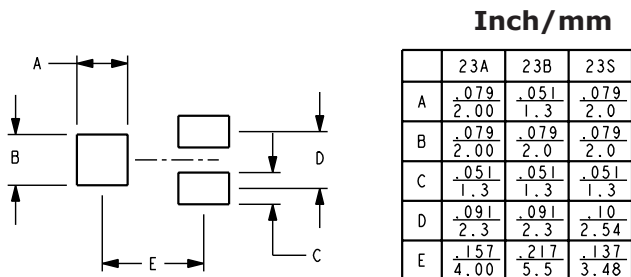 Inch/mm
23A 23B 23S
A .079/2.00 .051/1.3 .079/2.0
B .079/2.00 .079/2.0 .079/2.0
C .051/1.3 .051/1.3 .051/1.3
D .091/2.3 .091/2.3 .10/2.54
E .157/4.00 .217/5.5 .137/3.48
A
B
D
E
C